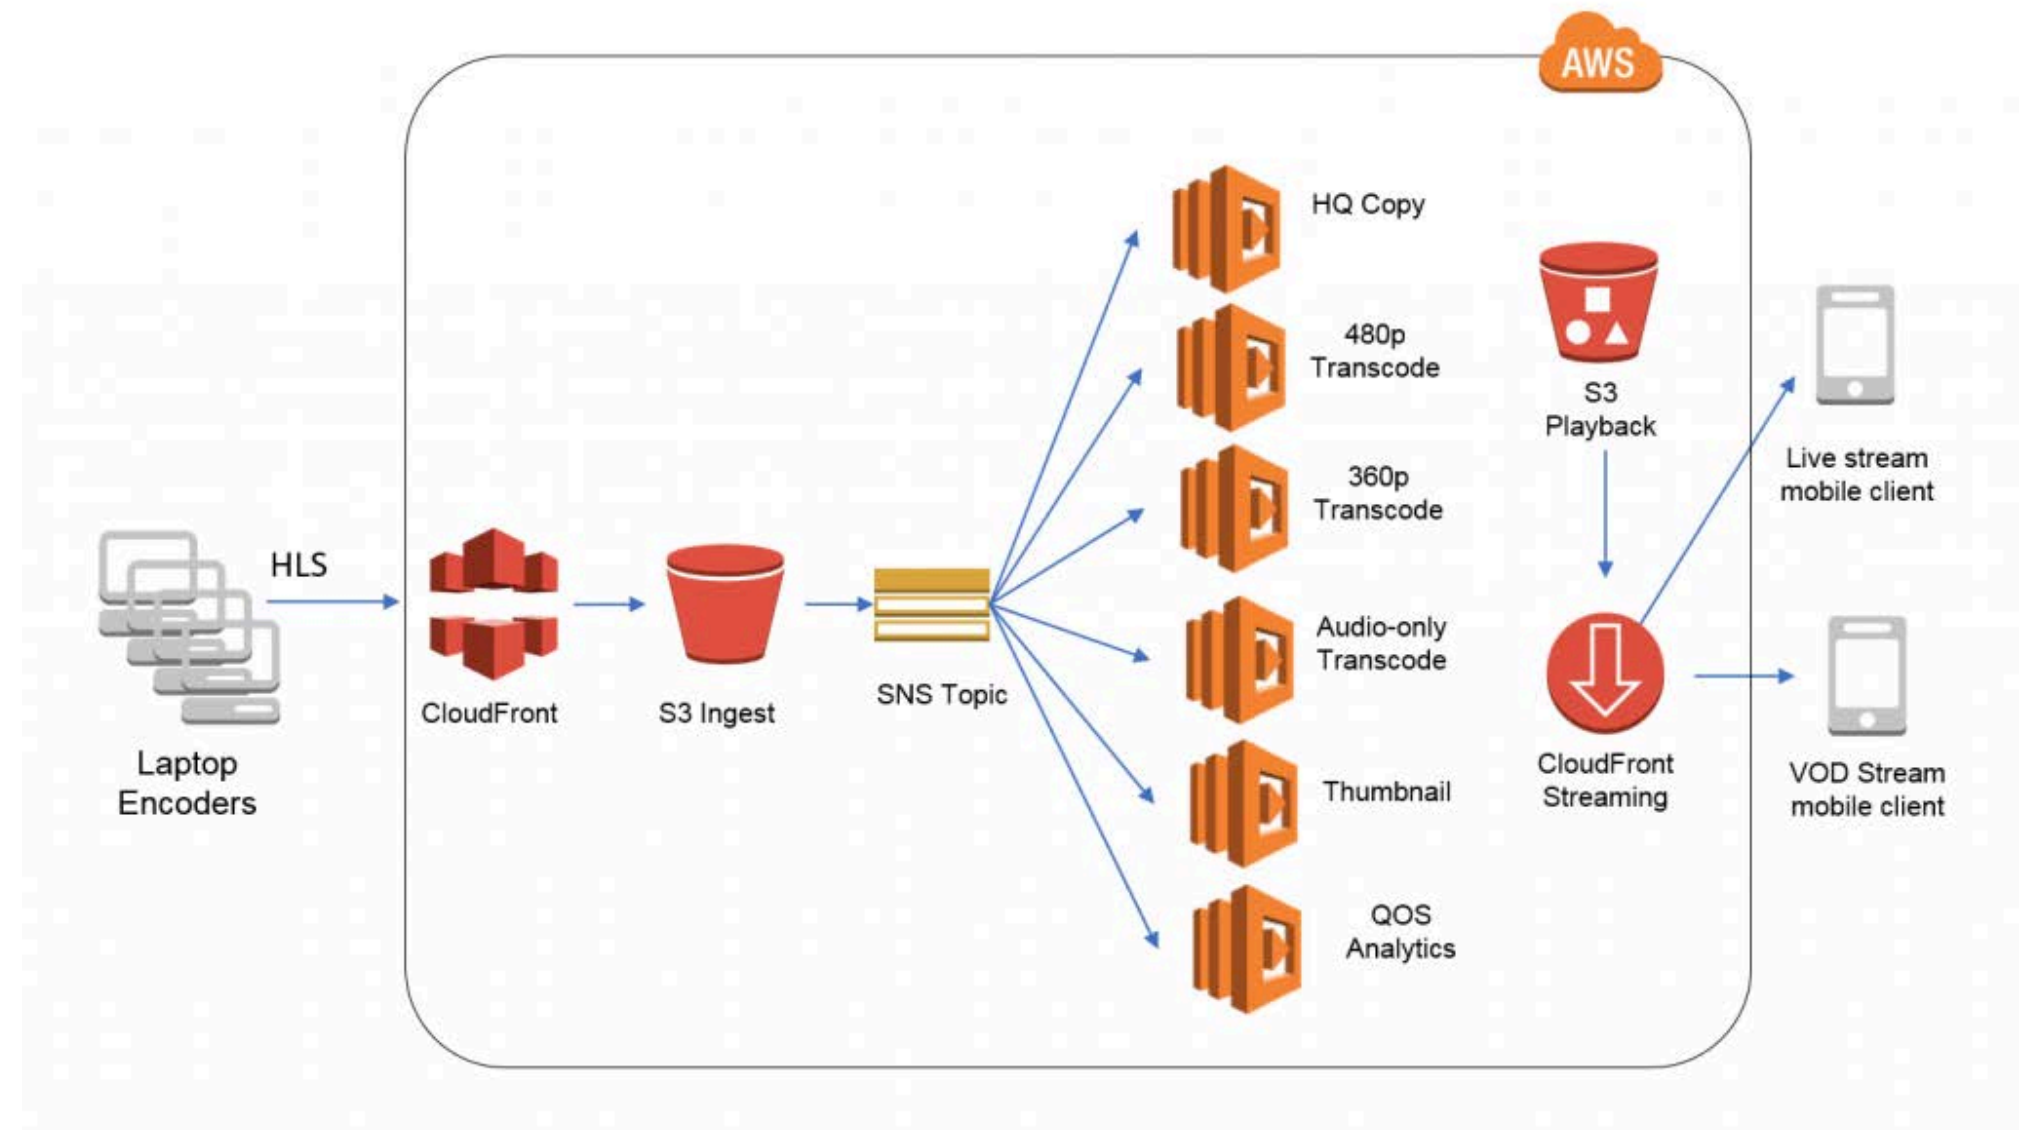 AWS
HLS
Laptop
Encoders
CloudFront
S3 Ingest
SNS Topic
HQ Copy
480p
Transcode
360p
Transcode
Audio-only
Transcode
Thumbnail
QOS
Analytics
S3
Playback
CloudFront
Streaming
Live stream
mobile client
VOD Stream
mobile client